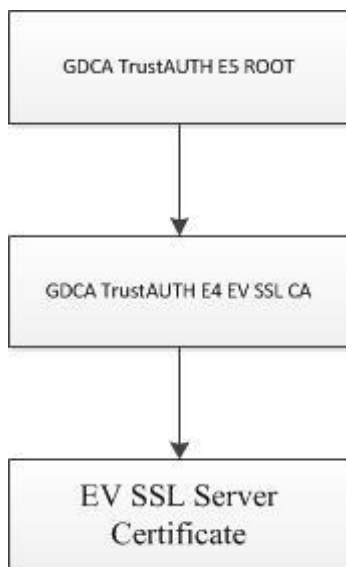 GDCA TrustAUTH E5 ROOT
GDCA TrustAUTH E4 EV SSL CA
EV SSL Server
Certificate